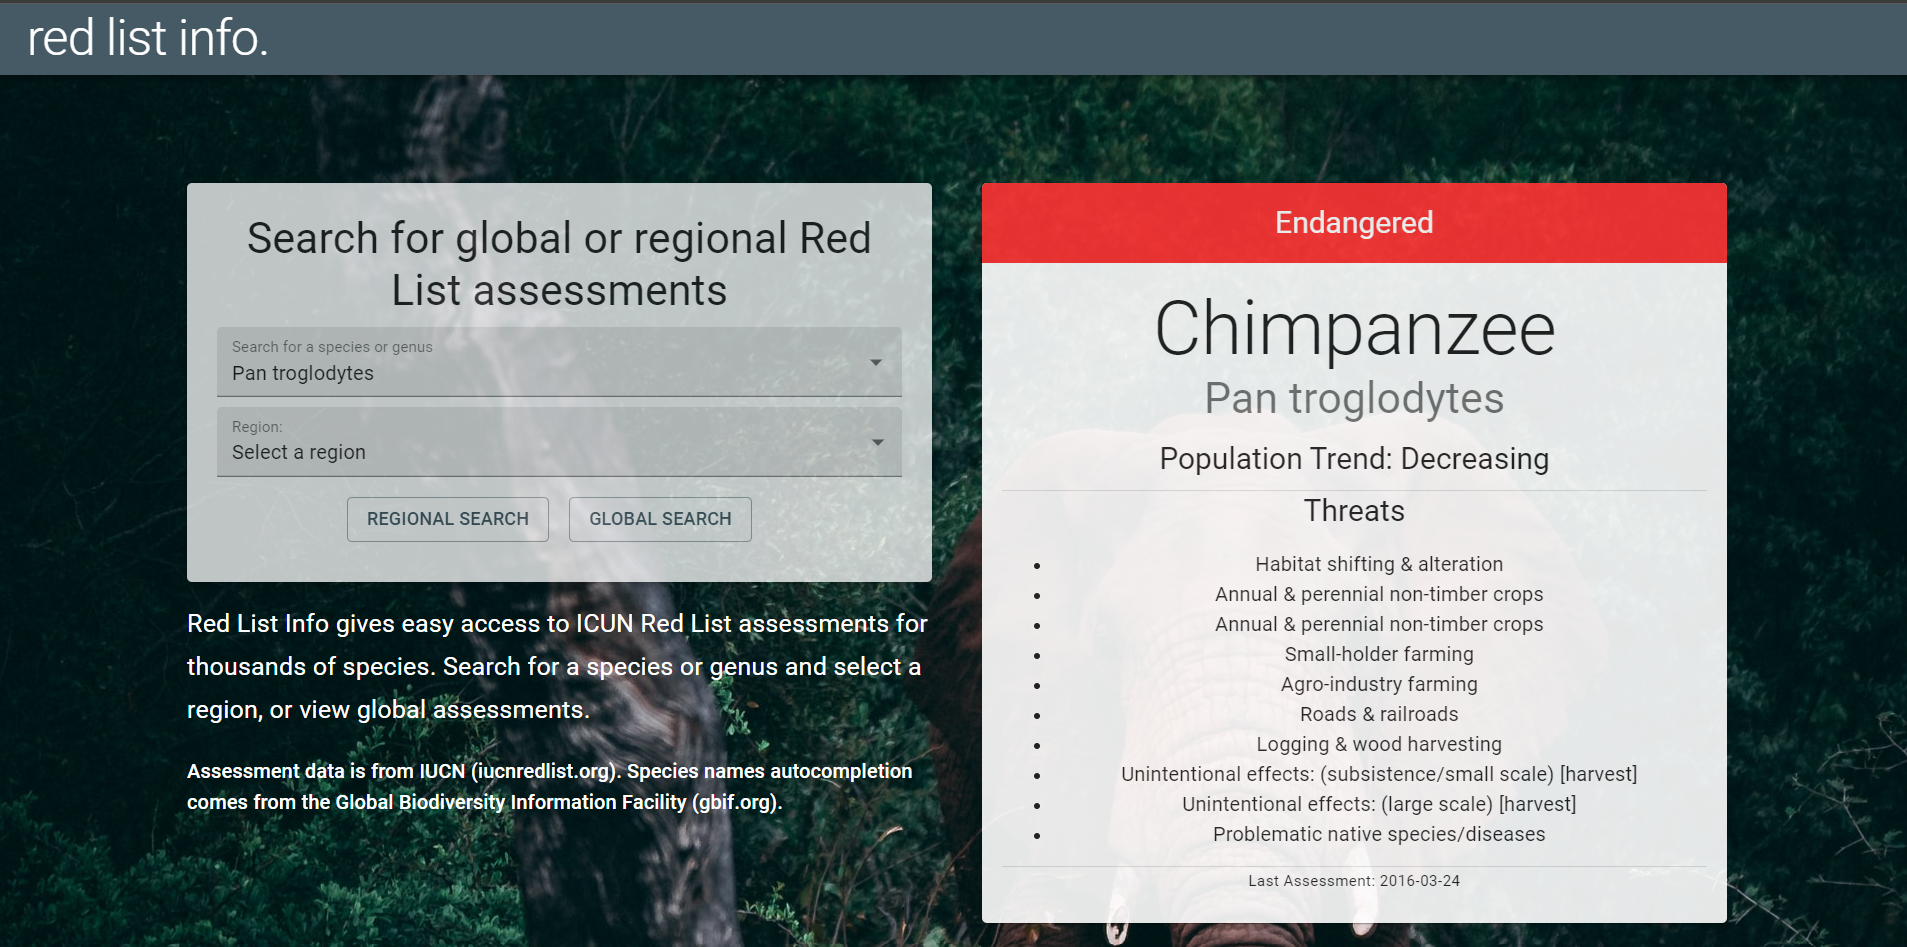 red list info.
Search for global or regional Red
List assessments
Search for a species or genus
Pan troglodytes
Region:
Select a region
REGIONAL SEARCH
GLOBAL SEARCH
Red List Info gives easy access to ICUN Red List assessments for
thousands of species. Search for a species or genus and select a
region, or view global assessments.
Assessment data is from IUCN (iucnredlist.org). Species names autocompletion
comes from the Global Biodiversity Information Facility (gbif.org).
Endangered
Chimpanzee
Pan troglodytes
Population Trend: Decreasing
Threats
Habitat shifting & alteration
Annual & perennial non-timber crops
Annual & perennial non-timber crops
Small-holder farming
Agro-industry farming
Roads & railroads
Logging & wood harvesting
Unintentional effects: (subsistence/small scale) [harvest]
Unintentional effects: (large scale) [harvest]
Problematic native species/diseases
Last Assessment: 2016-03-24